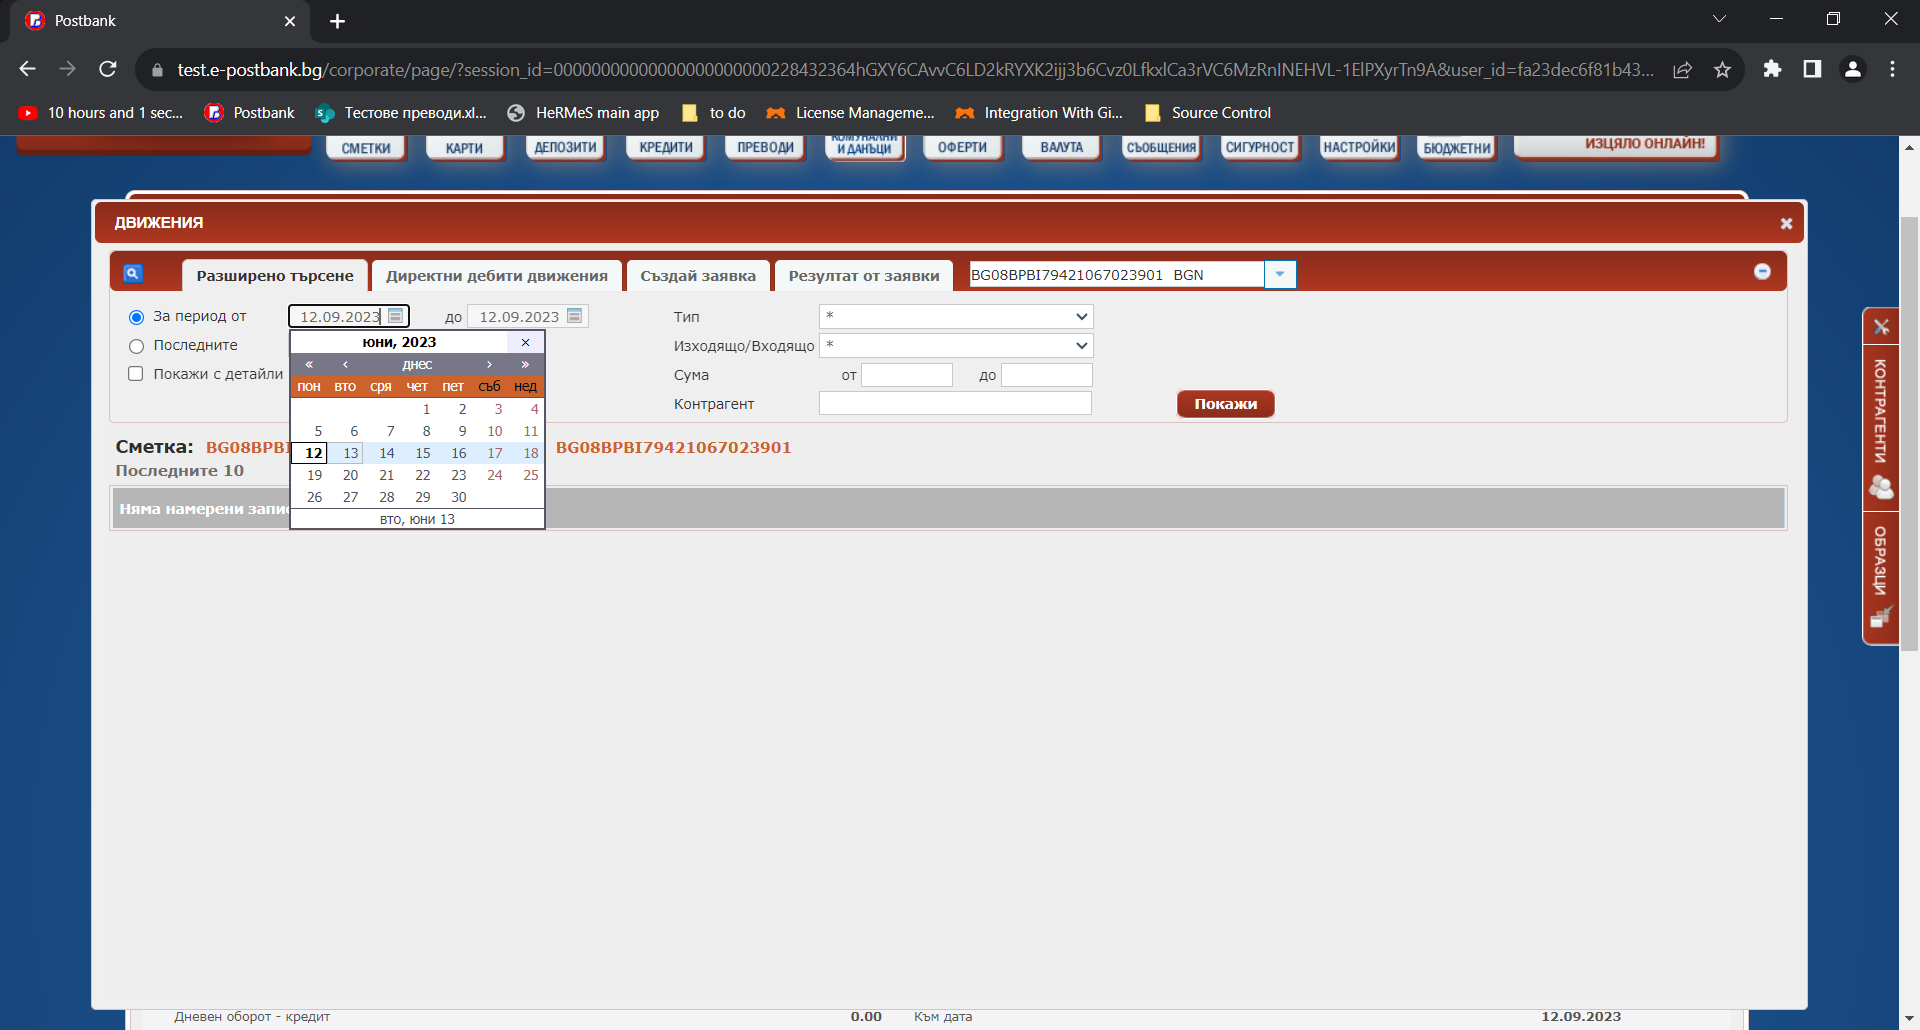 Postbank
test.e-postbank.bg/corporate/page/?session_id=0000000000000000000000228432364hGXY6CAvvC6LD2kRYXK2ijj3b6Cvz0LfkxlCa3rVC6MzRnINEHVL-1ElPXyrTn9A&user_id=fa23dec6f81b43...
10 hours and 1 sec... Postbank Тестове преводи.xl... HeRMeS main app to do License Manageme... Integration With Gi... Source Control
КОМУНАЛНИ
СМЕТКИ КАРТИ ДЕПОЗИТИ КРЕДИТИ ПРЕВОДИ И ДАНЪЦИ ОФЕРТИ ВАЛУТА СЪОБЩЕНИЯ СИГУРНОСТ НАСТРОЙКИ БЮДЖЕТНИ ИЗЦЯЛО ОНЛАЙН!
ДВИЖЕНИЯ
Разширено търсене Директни дебити движения Създай заявка Резултат от заявки BG08BPBI79421067023901 BGN
За период от 12.09.2023 до 12.09.2023 Тип *
Последните Изходящо/Входящо *
Покажи с детайли Сума от до
Контрагент Покажи
юни, 2023 ×
« ‹ днес › »
пон вто сря чет пет съб нед
1 2 3 4
5 6 7 8 9 10 11
12 13 14 15 16 17 18
19 20 21 22 23 24 25
26 27 28 29 30
вто, юни 13
Сметка: BG08BPBI BG08BPBI79421067023901
Последните 10
Няма намерени запис
КОНТРАГЕНТИ
ОБРАЗЦИ
Дневен оборот - кредит 0.00 Към дата 12.09.2023